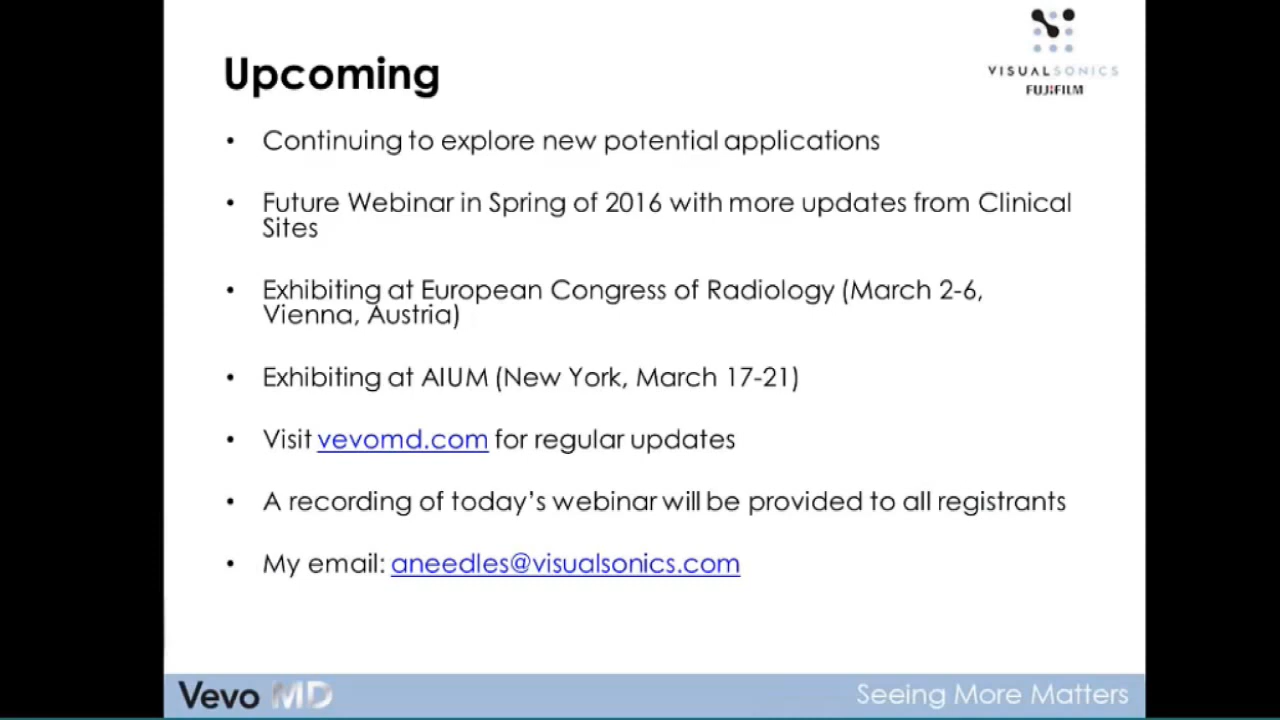 VISUALSONICS
FUJIFILM
Upcoming
• Continuing to explore new potential applications
• Future Webinar in Spring of 2016 with more updates from Clinical
Sites
• Exhibiting at European Congress of Radiology (March 2-6,
Vienna, Austria)
• Exhibiting at AIUM (New York, March 17-21)
• Visit vevomd.com for regular updates
• A recording of today's webinar will be provided to all registrants
• My email: aneedles@visualsonics.com
Vevo MD
Seeing More Matters